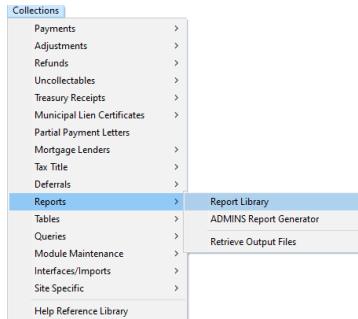 Collections
Payments
Adjustments
Refunds
Uncollectables
Treasury Receipts
Municipal Lien Certificates
Partial Payment Letters
Mortgage Lenders
Tax Title
Deferrals
Reports
Report Library
Tables
ADMINS Report Generator
Queries
Retrieve Output Files
Module Maintenance
Interfaces/Imports
Site Specific
Help Reference Library